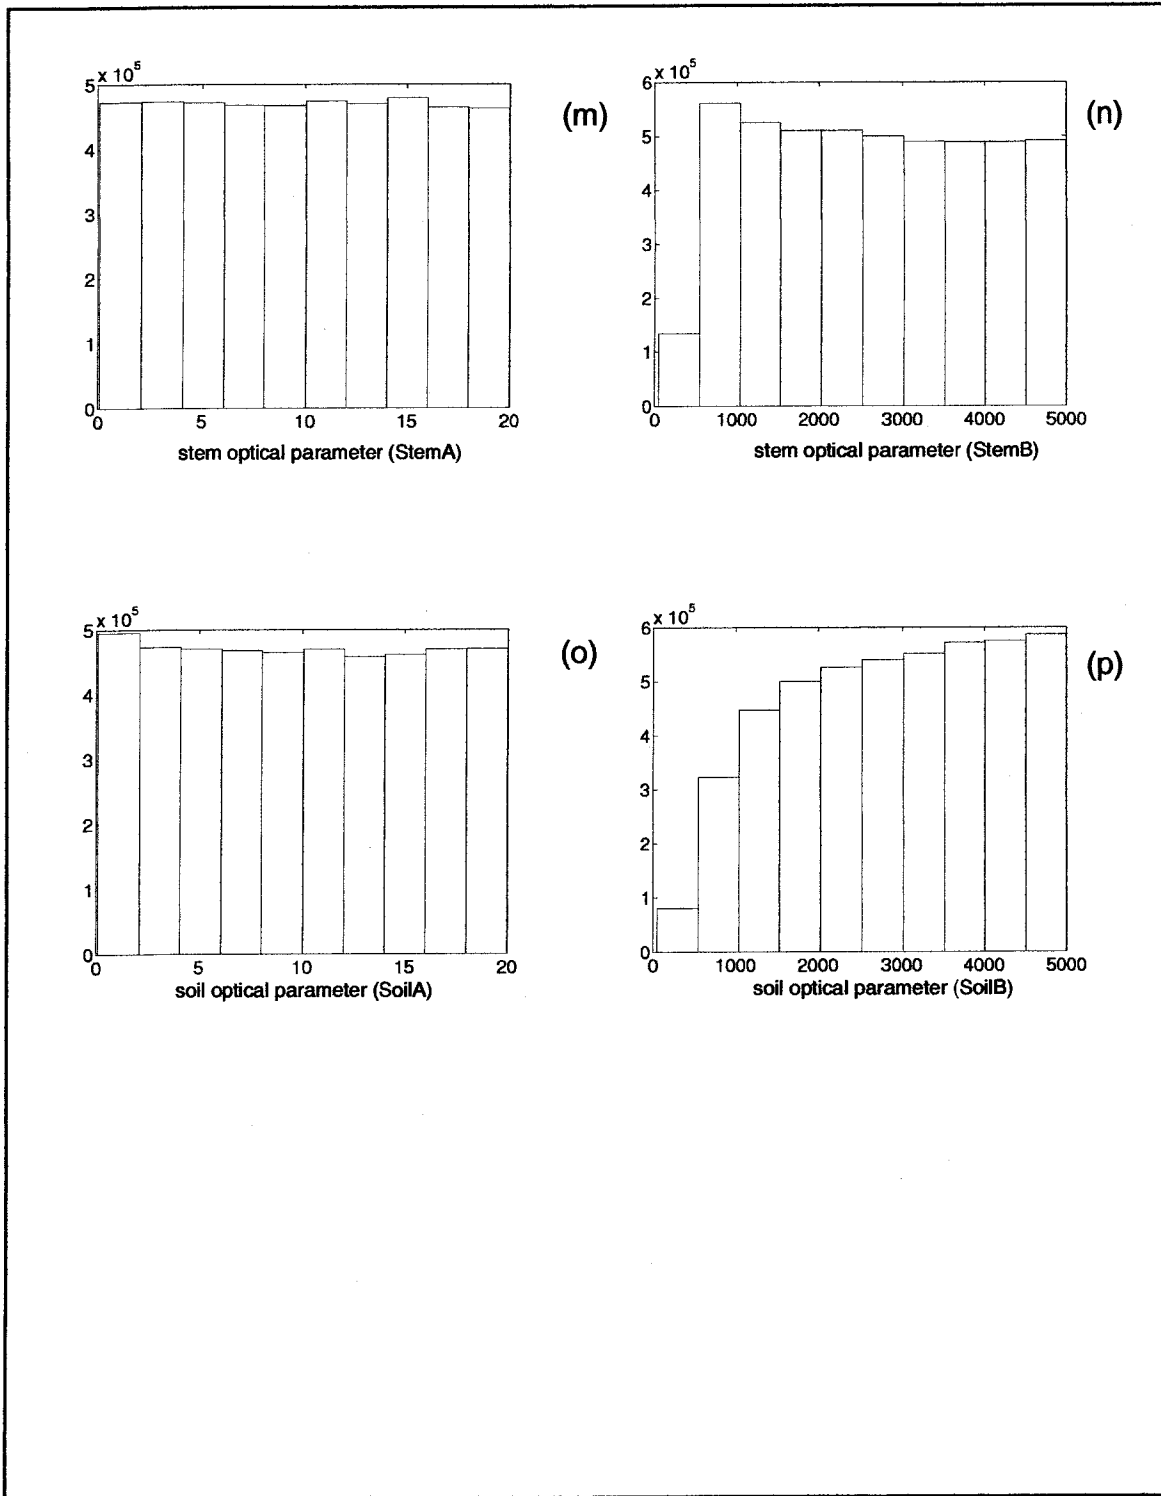 x 10^5
5
4
3
2
1
0
0 5 10 15 20
stem optical parameter (StemA)
(m)
x 10^5
6
5
4
3
2
1
0
0 1000 2000 3000 4000 5000
stem optical parameter (StemB)
(n)
x 10^5
5
4
3
2
1
0
0 5 10 15 20
soil optical parameter (SoilA)
(o)
x 10^5
6
5
4
3
2
1
0
0 1000 2000 3000 4000 5000
soil optical parameter (SoilB)
(p)